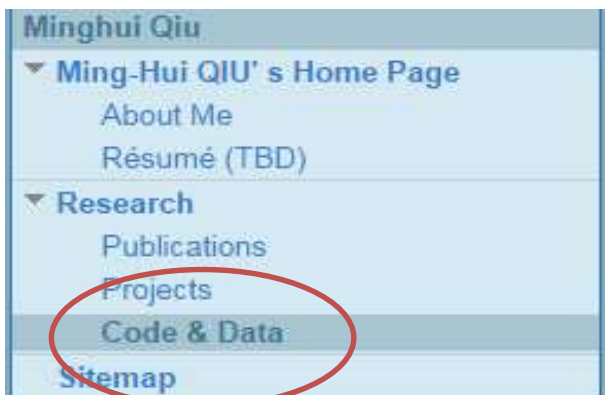 Minghui Qiu
Ming-Hui QIU' s Home Page
About Me
Résumé (TBD)
Research
Publications
Projects
Code & Data
Sitemap